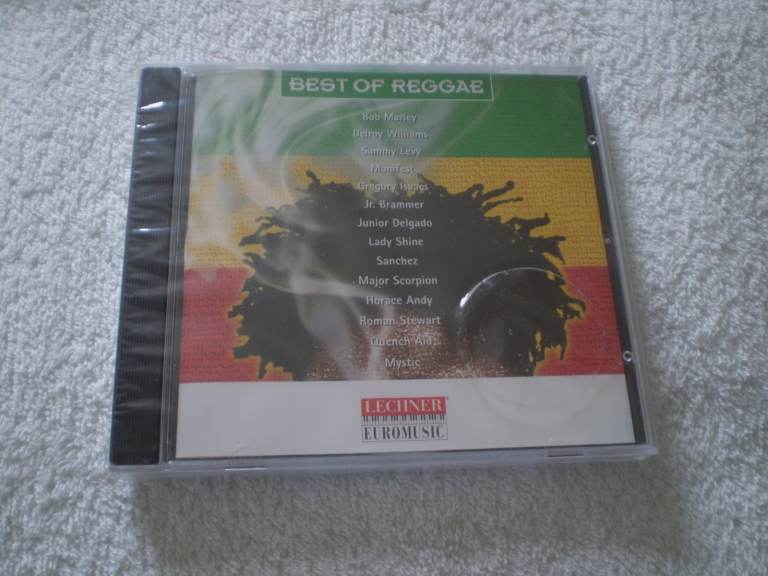 BEST OF REGGAE
Bob Marley
Delroy Williams
Sammy Levy
Manifest
Gregory Isaacs
Jr. Brammer
Junior Delgado
Lady Shine
Sanchez
Major Scorpion
Horace Andy
Roman Stewart
Quench Aid
Mystic
LECHNER
EUROMUSIC